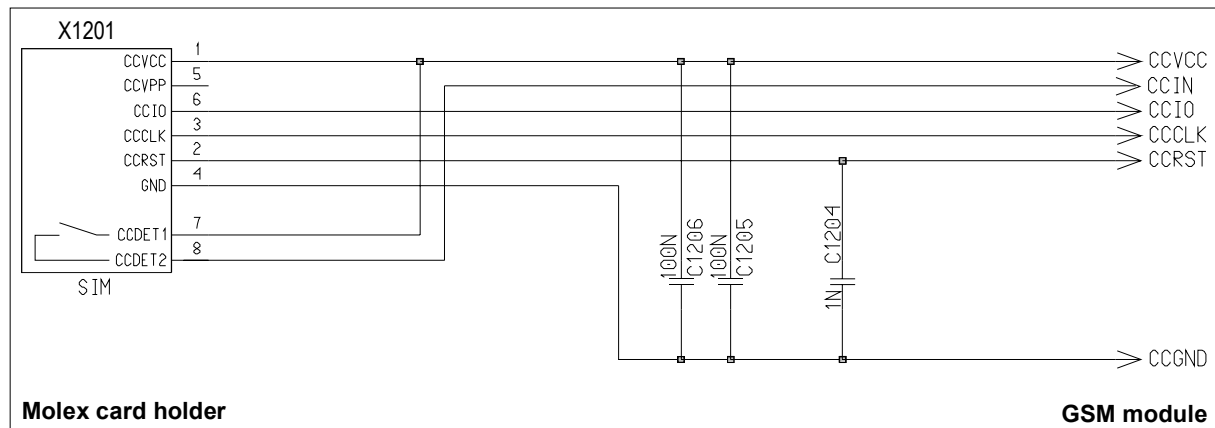 X1201
CCVCC 1 CCVCC
CCVPP 5 CCIN
CCIO 6 CCIO
CCCLK 3 CCCLK
CCRST 2 CCRST
GND 4
CCDET1 7
CCDET2 8
SIM
100N
C1206
100N
C1205
1N C1204
CCGND
Molex card holder
GSM module